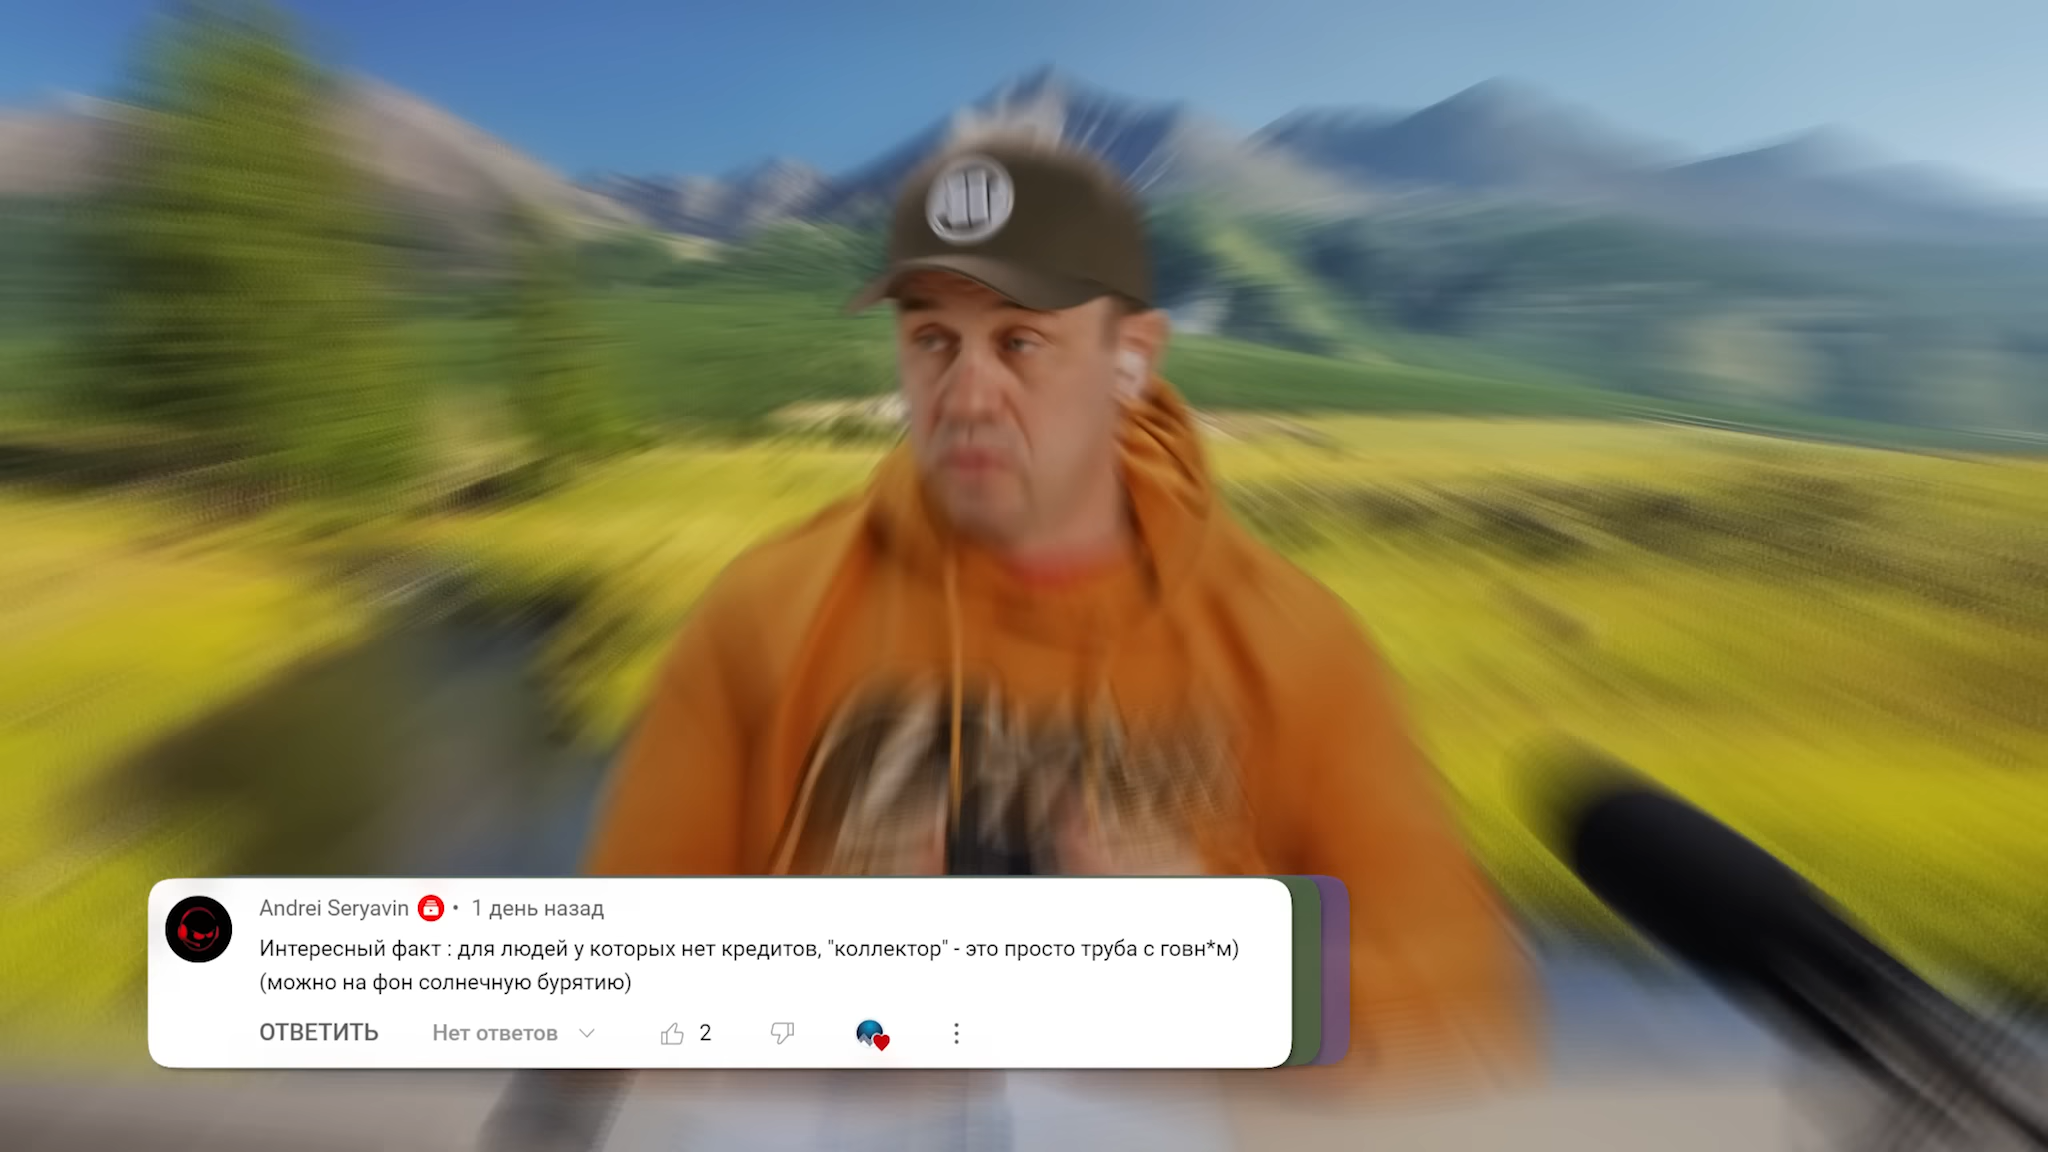 Andrei Seryavin • 1 день назад
Интересный факт : для людей у которых нет кредитов, "коллектор" - это просто труба с говн*м)
(можно на фон солнечную бурятию)
ОТВЕТИТЬ Нет ответов 2